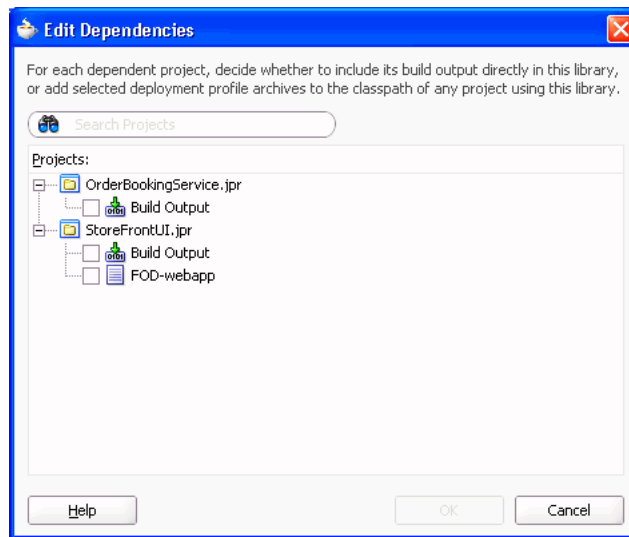 Edit Dependencies
For each dependent project, decide whether to include its build output directly in this library,
or add selected deployment profile archives to the classpath of any project using this library.
Search Projects
Projects:
OrderBookingService.jpr
Build Output
StoreFrontUI.jpr
Build Output
FOD-webapp
Help
OK
Cancel